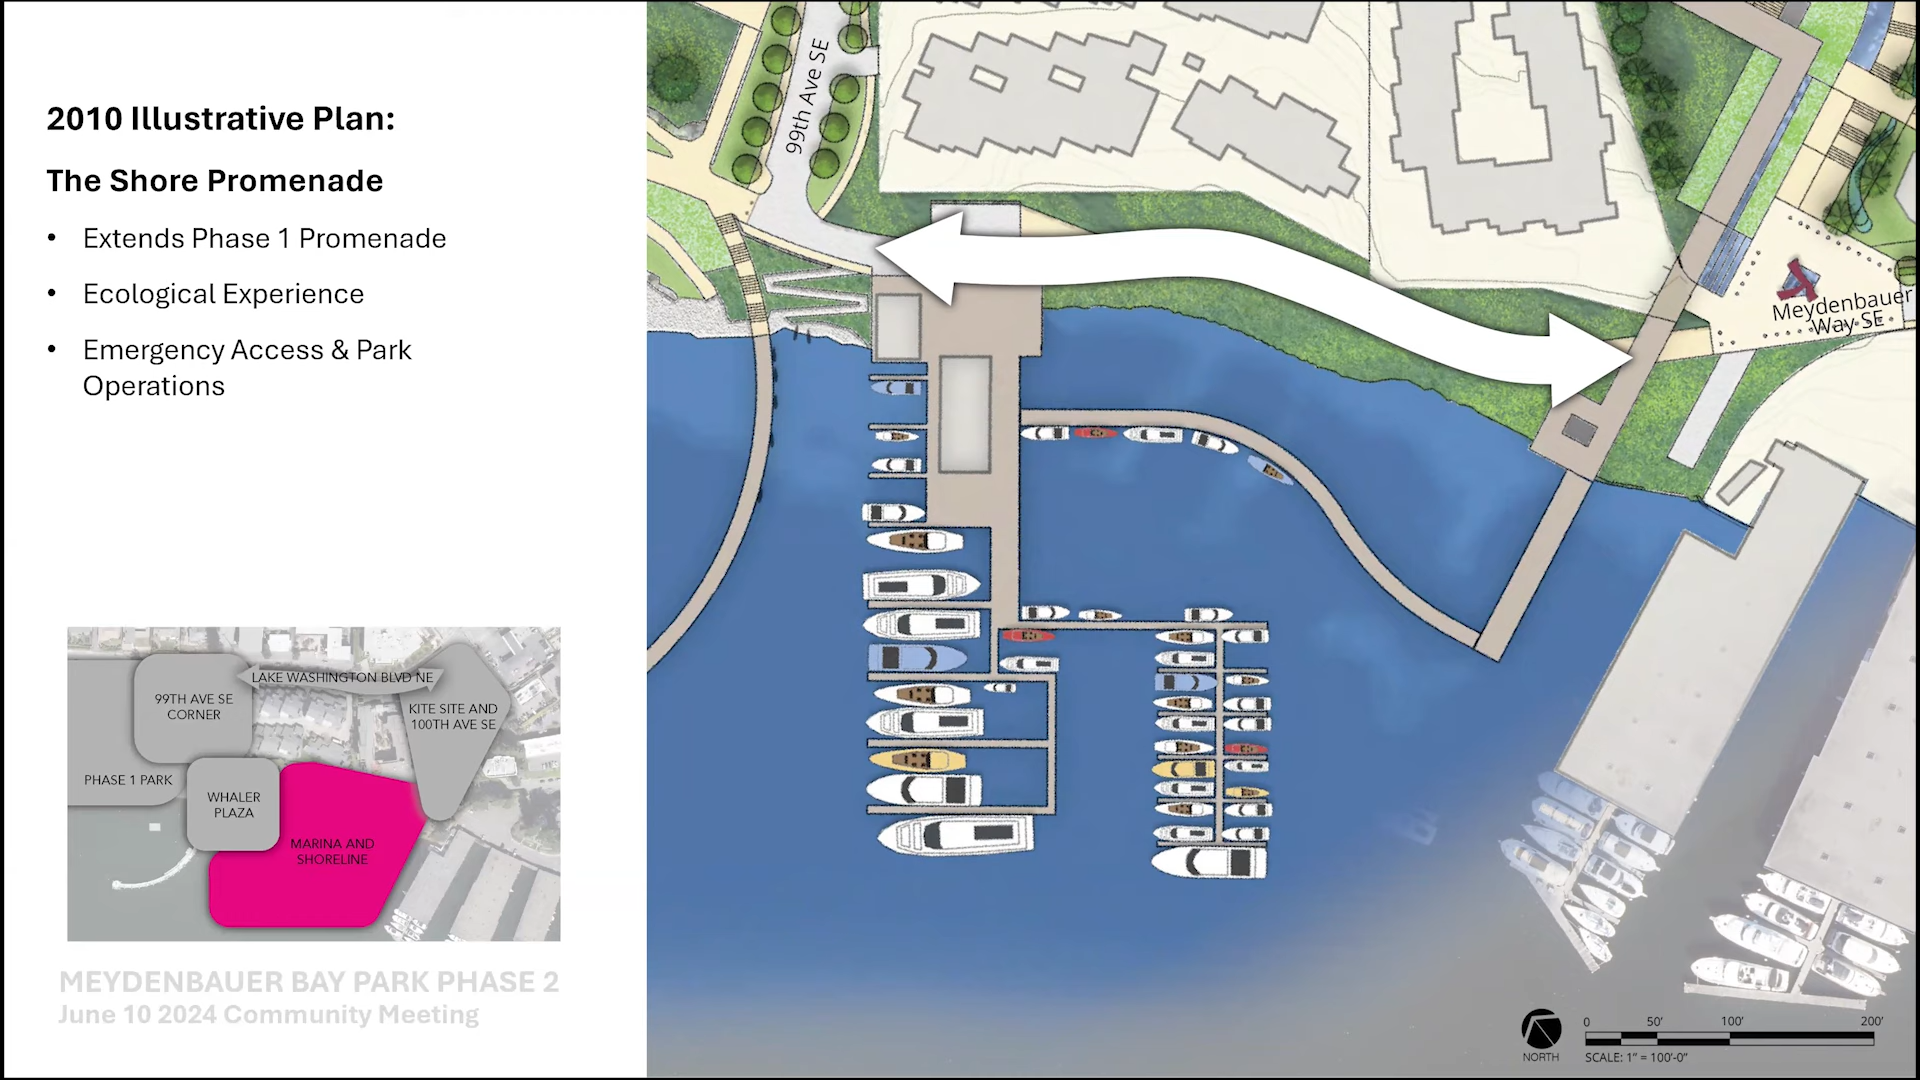 2010 Illustrative Plan:
The Shore Promenade
• Extends Phase 1 Promenade
• Ecological Experience
• Emergency Access & Park
Operations
LAKE WASHINGTON BLVD NE
99TH AVE SE
CORNER
KITE SITE AND
100TH AVE SE
PHASE 1 PARK
WHALER
PLAZA
MARINA AND
SHORELINE
MEYDENBAUER BAY PARK PHASE 2
June 10 2024 Community Meeting
99th Ave SE
Meydenbauer
Way SE
NORTH
0 50' 100' 200'
SCALE: 1" = 100'-0"